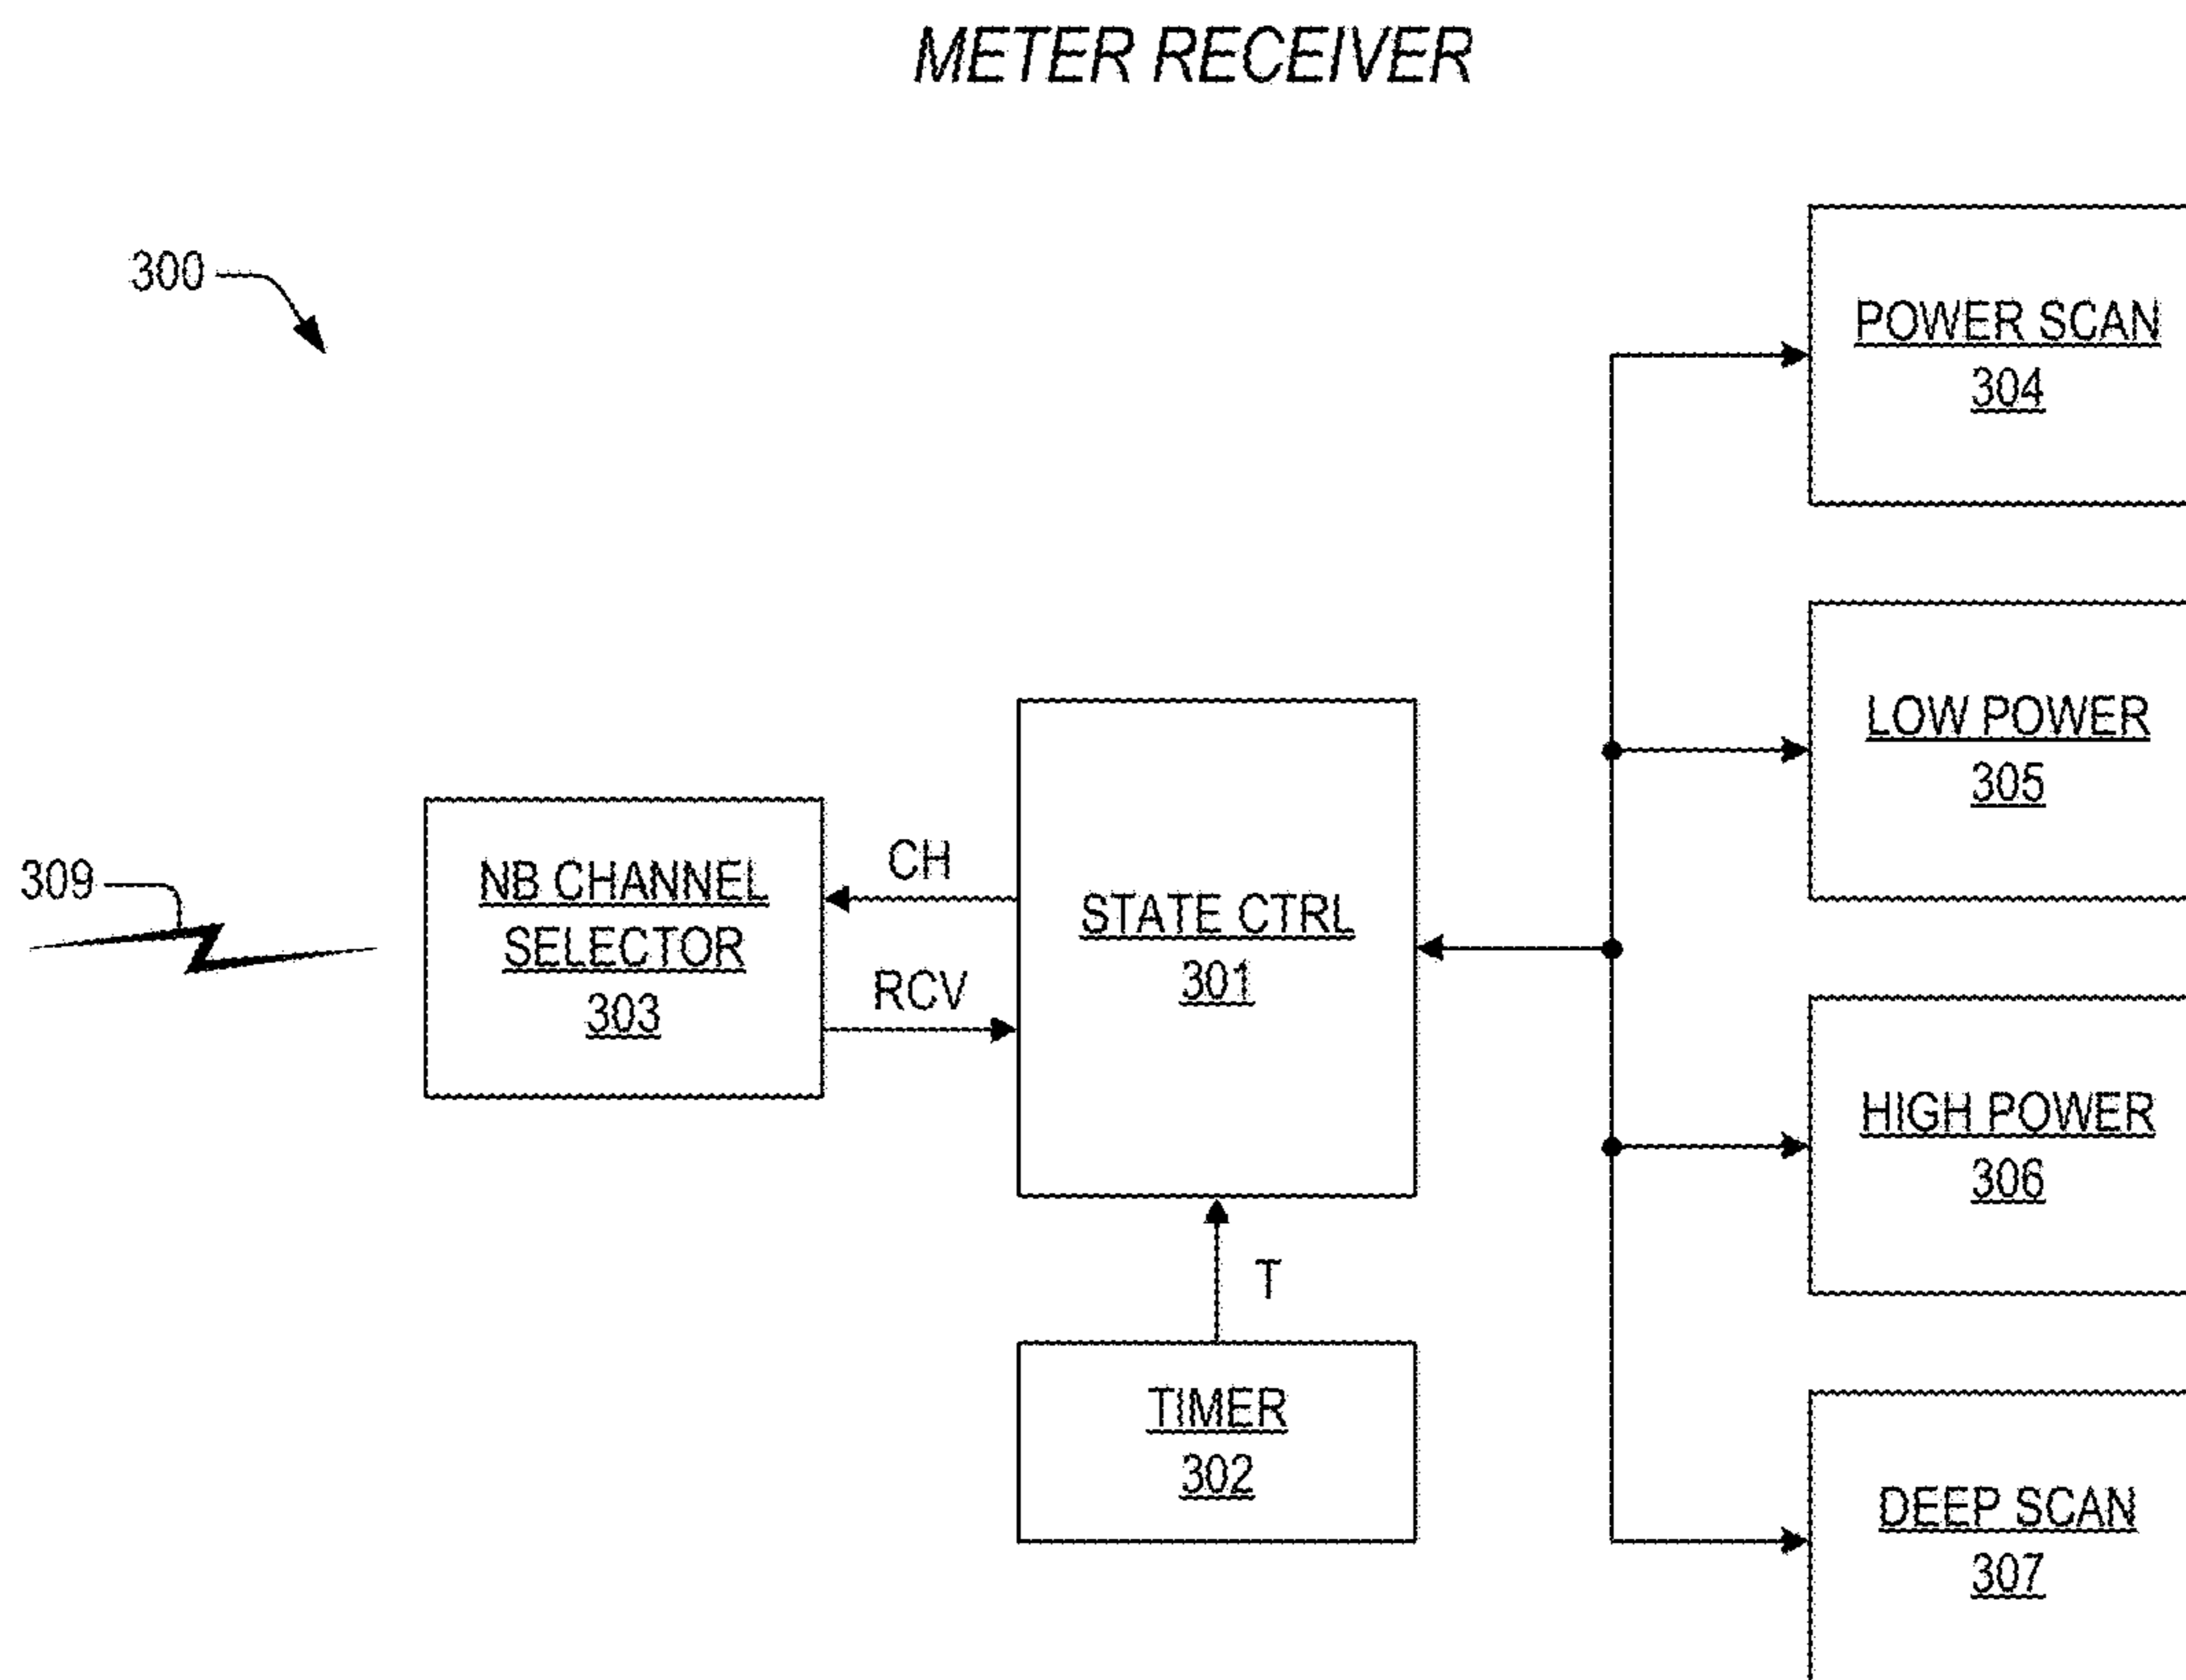 METER RECEIVER
300
POWER SCAN
304
LOW POWER
305
309
NB CHANNEL
SELECTOR
303
CH
RCV
STATE CTRL
301
HIGH POWER
306
T
TIMER
302
DEEP SCAN
307